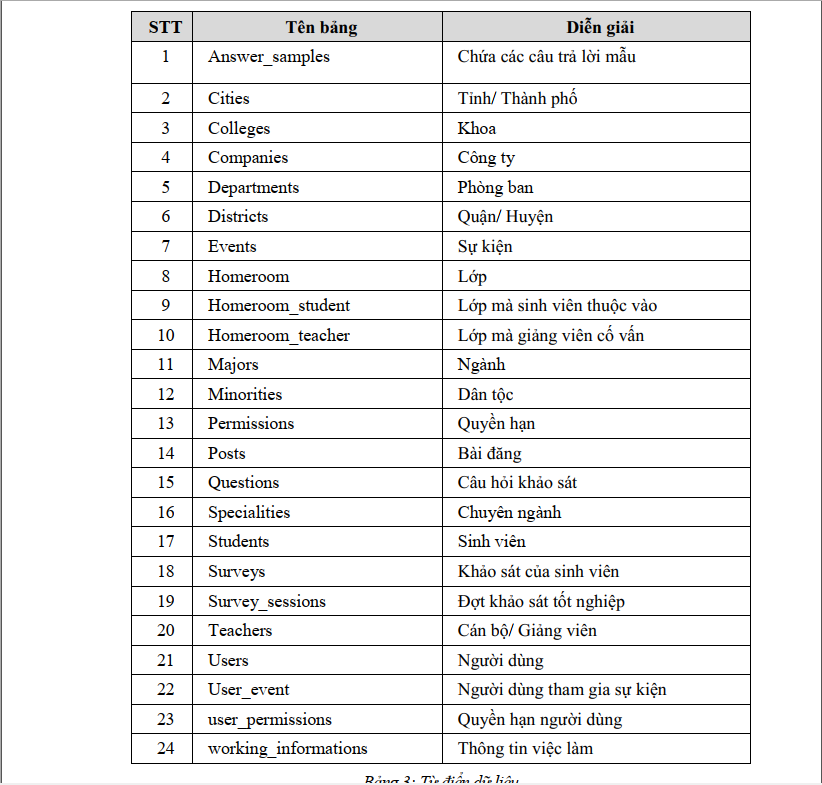 STT Tên bảng Diễn giải
1 Answer_samples Chứa các câu trả lời mẫu
2 Cities Tỉnh/ Thành phố
3 Colleges Khoa
4 Companies Công ty
5 Departments Phòng ban
6 Districts Quận/ Huyện
7 Events Sự kiện
8 Homeroom Lớp
9 Homeroom_student Lớp mà sinh viên thuộc vào
10 Homeroom_teacher Lớp mà giảng viên cố vấn
11 Majors Ngành
12 Minorities Dân tộc
13 Permissions Quyền hạn
14 Posts Bài đăng
15 Questions Câu hỏi khảo sát
16 Specialities Chuyên ngành
17 Students Sinh viên
18 Surveys Khảo sát của sinh viên
19 Survey_sessions Đợt khảo sát tốt nghiệp
20 Teachers Cán bộ/ Giảng viên
21 Users Người dùng
22 User_event Người dùng tham gia sự kiện
23 user_permissions Quyền hạn người dùng
24 working_informations Thông tin việc làm
Bảng 3: Từ điển dữ liệu